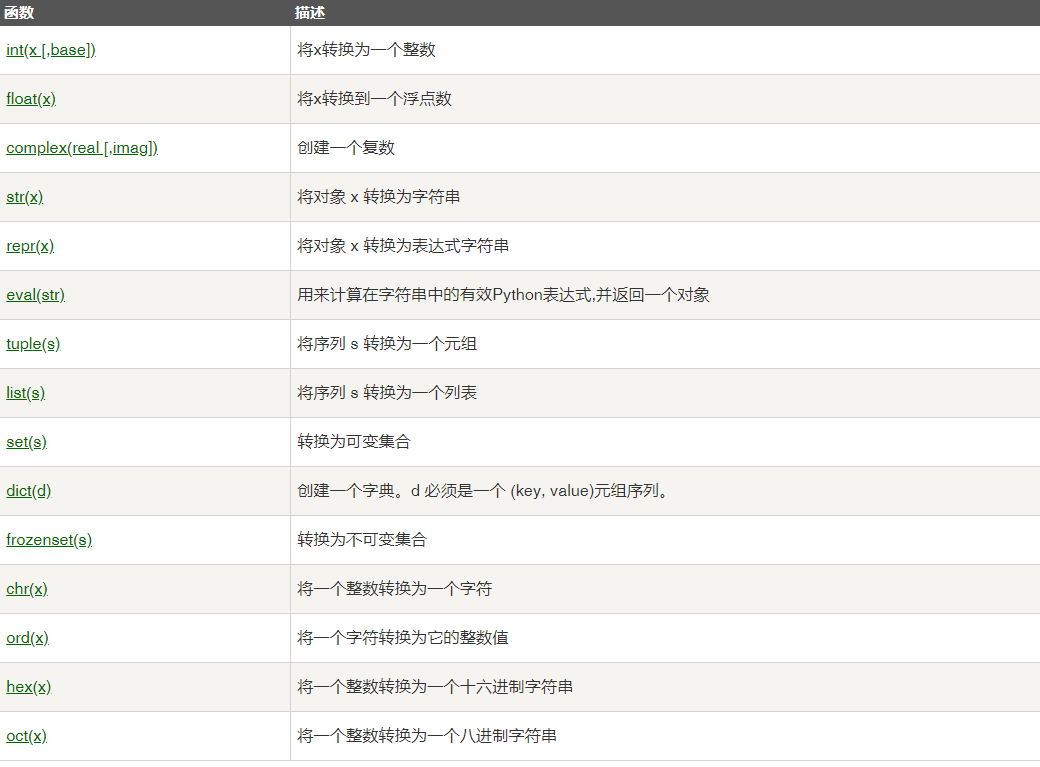 函数 描述
int(x [,base]) 将x转换为一个整数
float(x) 将x转换到一个浮点数
complex(real [,imag]) 创建一个复数
str(x) 将对象 x 转换为字符串
repr(x) 将对象 x 转换为表达式字符串
eval(str) 用来计算在字符串中的有效Python表达式,并返回一个对象
tuple(s) 将序列 s 转换为一个元组
list(s) 将序列 s 转换为一个列表
set(s) 转换为可变集合
dict(d) 创建一个字典。d 必须是一个 (key, value)元组序列。
frozenset(s) 转换为不可变集合
chr(x) 将一个整数转换为一个字符
ord(x) 将一个字符转换为它的整数值
hex(x) 将一个整数转换为一个十六进制字符串
oct(x) 将一个整数转换为一个八进制字符串